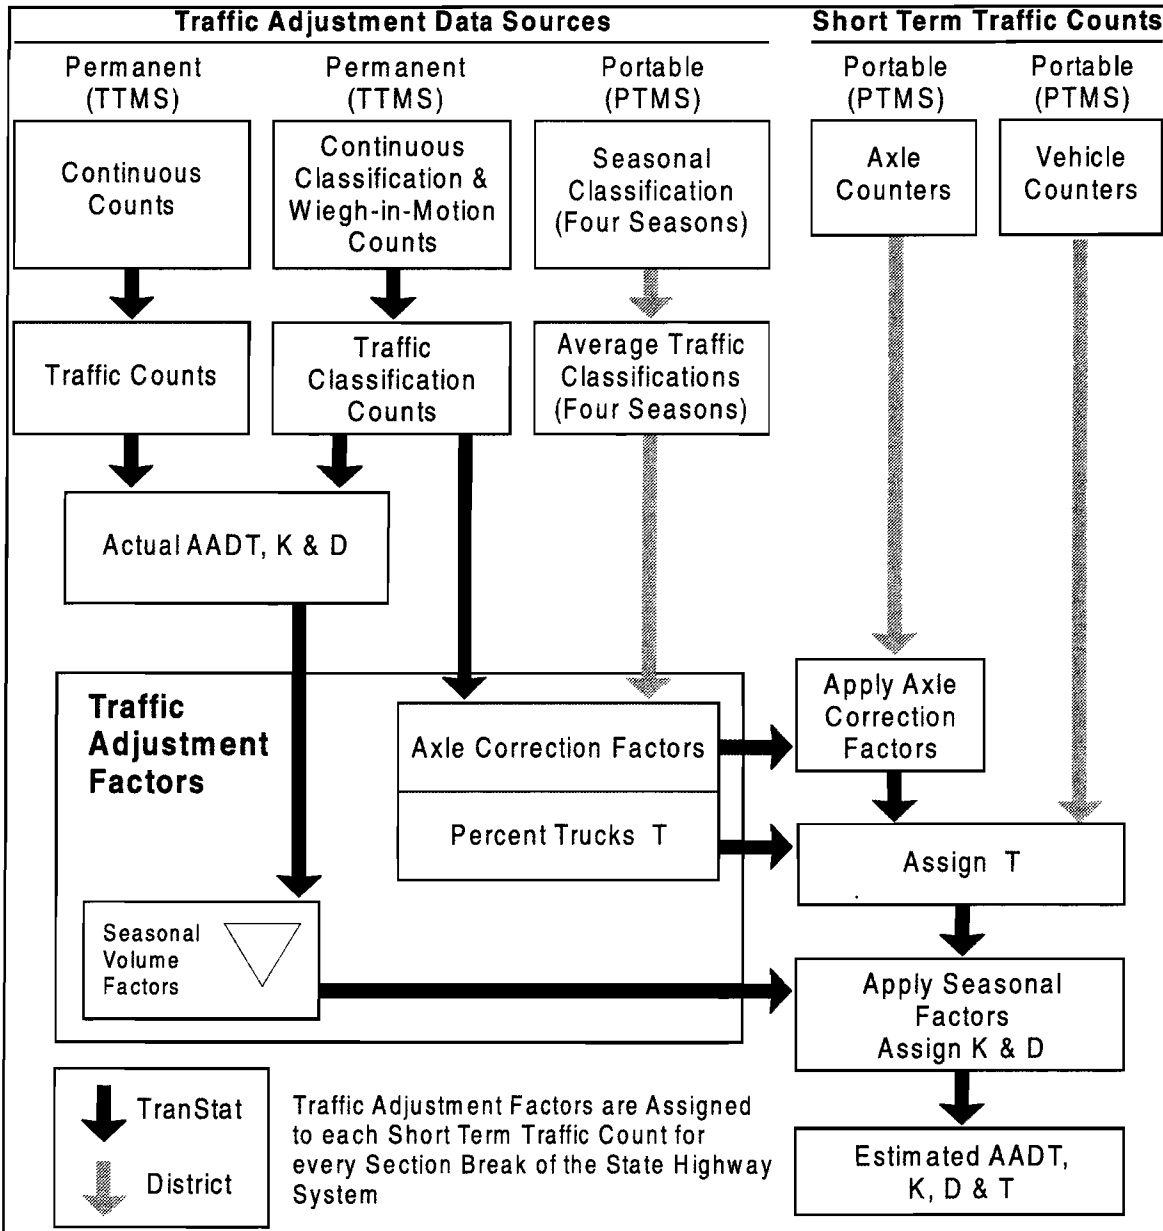 Traffic Adjustment Data Sources
Short Term Traffic Counts
Permanent
(TTMS)
Permanent
(TTMS)
Portable
(PTMS)
Portable
(PTMS)
Portable
(PTMS)
Continuous
Counts
Continuous
Classification &
Wiegh-in-Motion
Counts
Seasonal
Classification
(Four Seasons)
Axle
Counters
Vehicle
Counters
Traffic Counts
Traffic
Classification
Counts
Average Traffic
Classifications
(Four Seasons)
Actual AADT, K & D
Traffic
Adjustment
Factors
Axle Correction Factors
Percent Trucks T
Apply Axle
Correction
Factors
Assign T
Seasonal
Volume
Factors
Apply Seasonal
Factors
Assign K & D
TranStat
District
Traffic Adjustment Factors are Assigned
to each Short Term Traffic Count for
every Section Break of the State Highway
System
Estimated AADT,
K, D & T